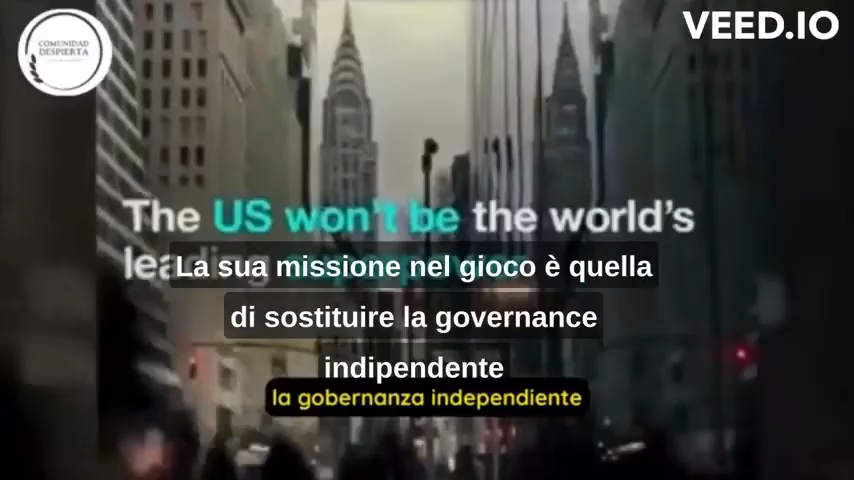 COMUNIDAD
DESPIERTA
VEED.IO
The US won't be the world's
leading
La sua missione nel gioco è quella
di sostituire la governance
indipendente
la gobernanza independiente